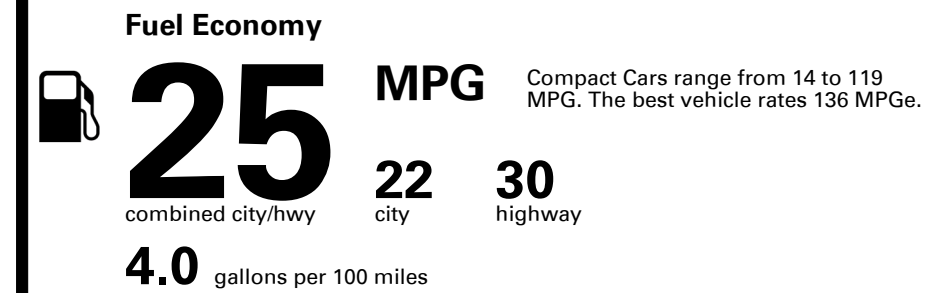 Fuel Economy
25
MPG
Compact Cars range from 14 to 119
MPG. The best vehicle rates 136 MPGe.
combined city/hwy
22
city
30
highway
4.0 gallons per 100 miles